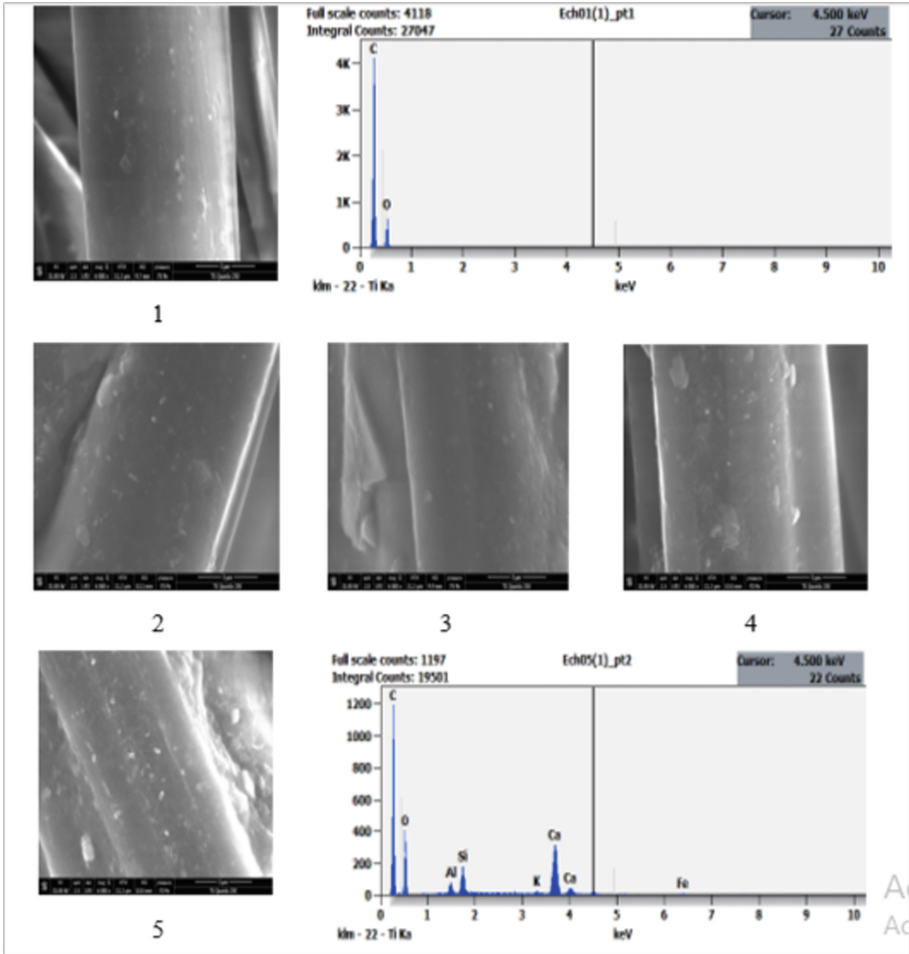 Full scale counts: 4118
Ech01(1)_pt1
Cursor: 4.500 keV
Integral Counts: 27047
27 Counts
C
4K
3K
2K
O
1K
0
0 1 2 3 4 5 6 7 8 9 10
klm - 22 - Ti Ka
keV
1
2
3
4
Full scale counts: 1197
Ech05(1)_pt2
Cursor: 4.500 keV
Integral Counts: 19501
22 Counts
C
1200
1000
800
600
O
400
Ca
Si
200
Al
K
Ca
Fe
0
0 1 2 3 4 5 6 7 8 9 10
klm - 22 - Ti Ka
keV
5